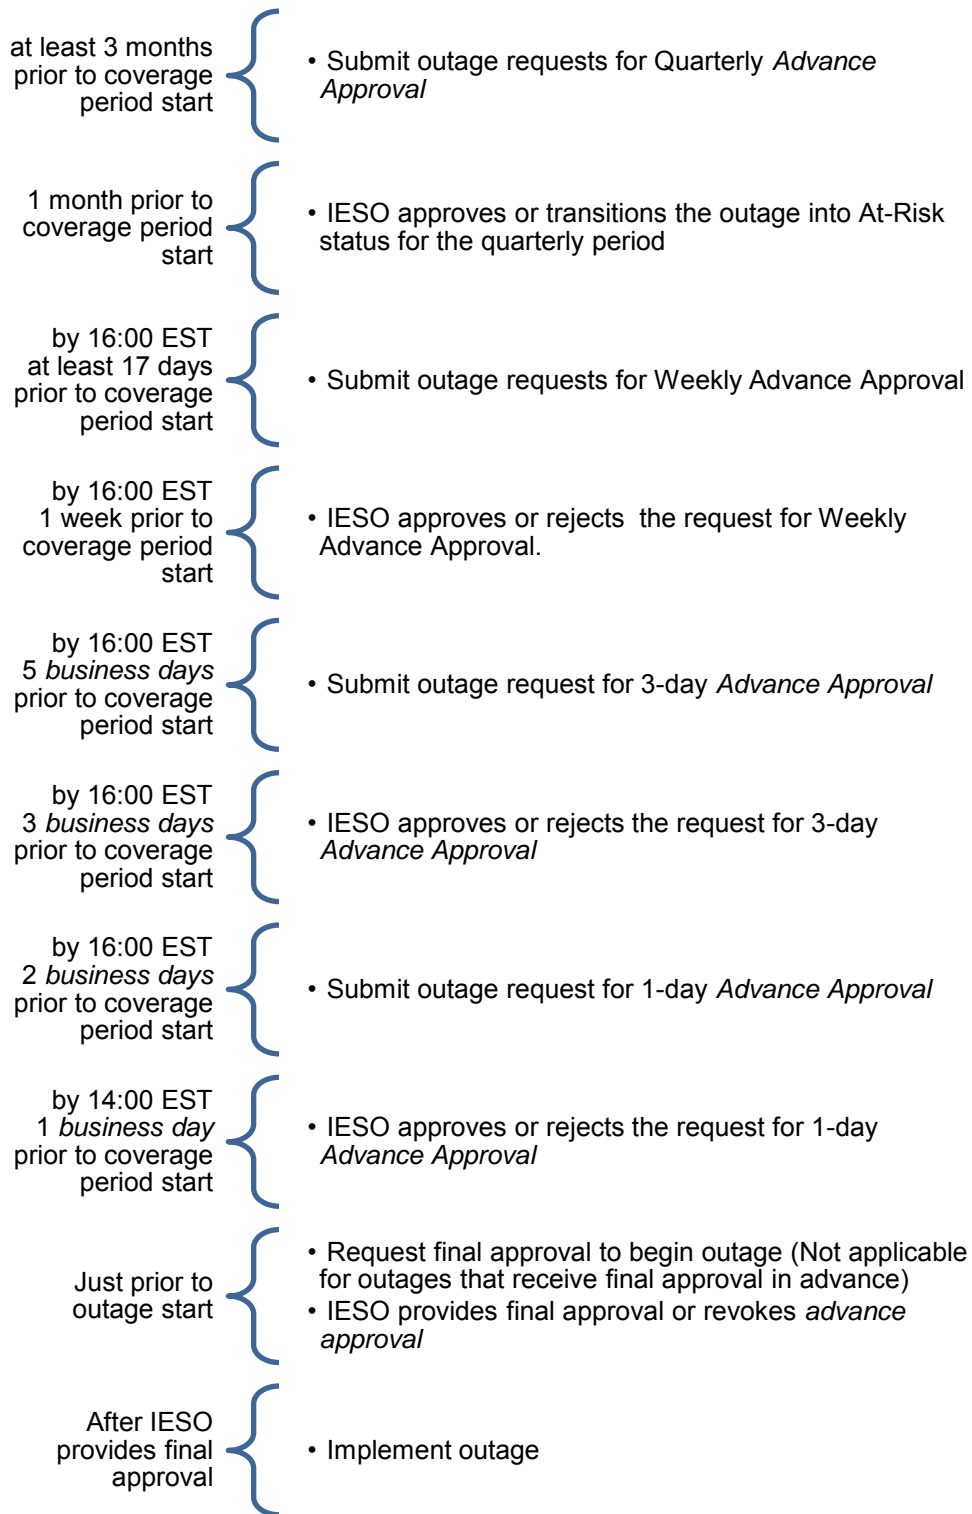 at least 3 months
prior to coverage
period start
• Submit outage requests for Quarterly Advance
Approval
1 month prior to
coverage period
start
• IESO approves or transitions the outage into At-Risk
status for the quarterly period
by 16:00 EST
at least 17 days
prior to coverage
period start
• Submit outage requests for Weekly Advance Approval
by 16:00 EST
1 week prior to
coverage period
start
• IESO approves or rejects  the request for Weekly
Advance Approval.
by 16:00 EST
5 business days
prior to coverage
period start
• Submit outage request for 3-day Advance Approval
by 16:00 EST
3 business days
prior to coverage
period start
• IESO approves or rejects the request for 3-day
Advance Approval
by 16:00 EST
2 business days
prior to coverage
period start
• Submit outage request for 1-day Advance Approval
by 14:00 EST
1 business day
prior to coverage
period start
• IESO approves or rejects the request for 1-day
Advance Approval
Just prior to
outage start
• Request final approval to begin outage (Not applicable
for outages that receive final approval in advance)
• IESO provides final approval or revokes advance
approval
After IESO
provides final
approval
• Implement outage